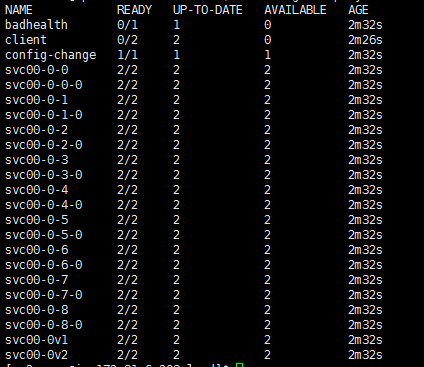 NAME READY UP-TO-DATE AVAILABLE AGE
badhealth 0/1 1 0 2m32s
client 0/2 2 0 2m26s
config-change 1/1 1 1 2m32s
svc00-0-0 2/2 2 2 2m32s
svc00-0-0-0 2/2 2 2 2m32s
svc00-0-1 2/2 2 2 2m32s
svc00-0-1-0 2/2 2 2 2m32s
svc00-0-2 2/2 2 2 2m32s
svc00-0-2-0 2/2 2 2 2m32s
svc00-0-3 2/2 2 2 2m32s
svc00-0-3-0 2/2 2 2 2m32s
svc00-0-4 2/2 2 2 2m32s
svc00-0-4-0 2/2 2 2 2m32s
svc00-0-5 2/2 2 2 2m32s
svc00-0-5-0 2/2 2 2 2m32s
svc00-0-6 2/2 2 2 2m32s
svc00-0-6-0 2/2 2 2 2m32s
svc00-0-7 2/2 2 2 2m32s
svc00-0-7-0 2/2 2 2 2m32s
svc00-0-8 2/2 2 2 2m32s
svc00-0-8-0 2/2 2 2 2m32s
svc00-0v1 2/2 2 2 2m32s
svc00-0v2 2/2 2 2 2m32s